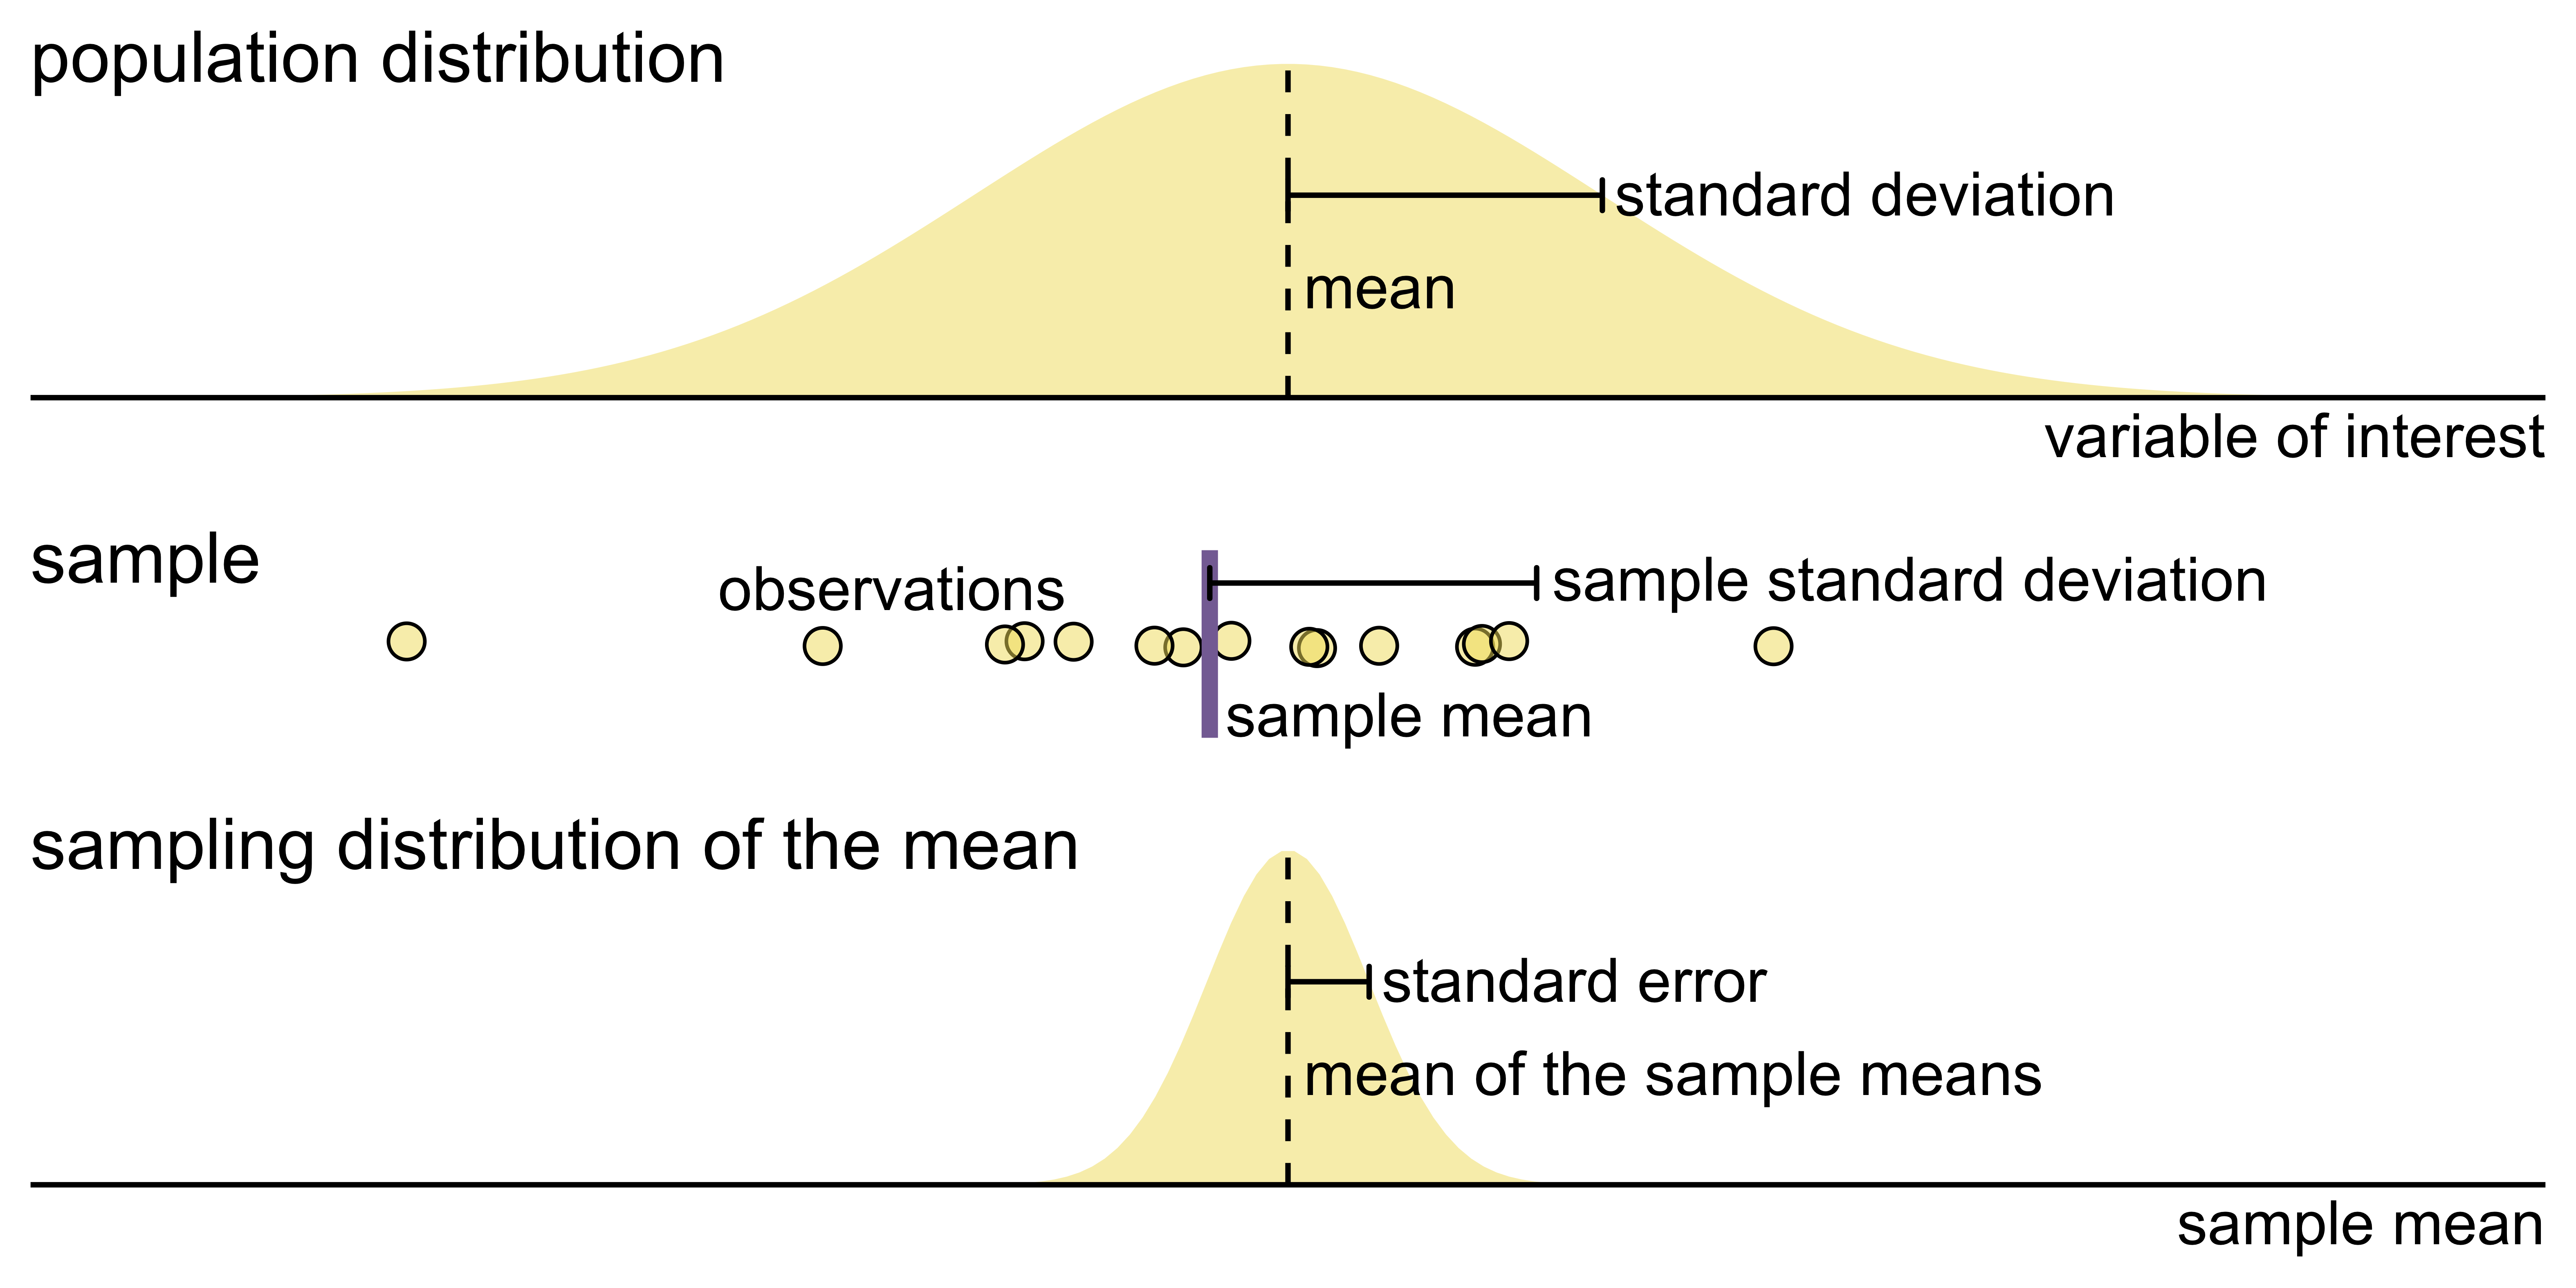 population distribution
standard deviation
mean
variable of interest
sample
observations
sample standard deviation
sample mean
sampling distribution of the mean
standard error
mean of the sample means
sample mean